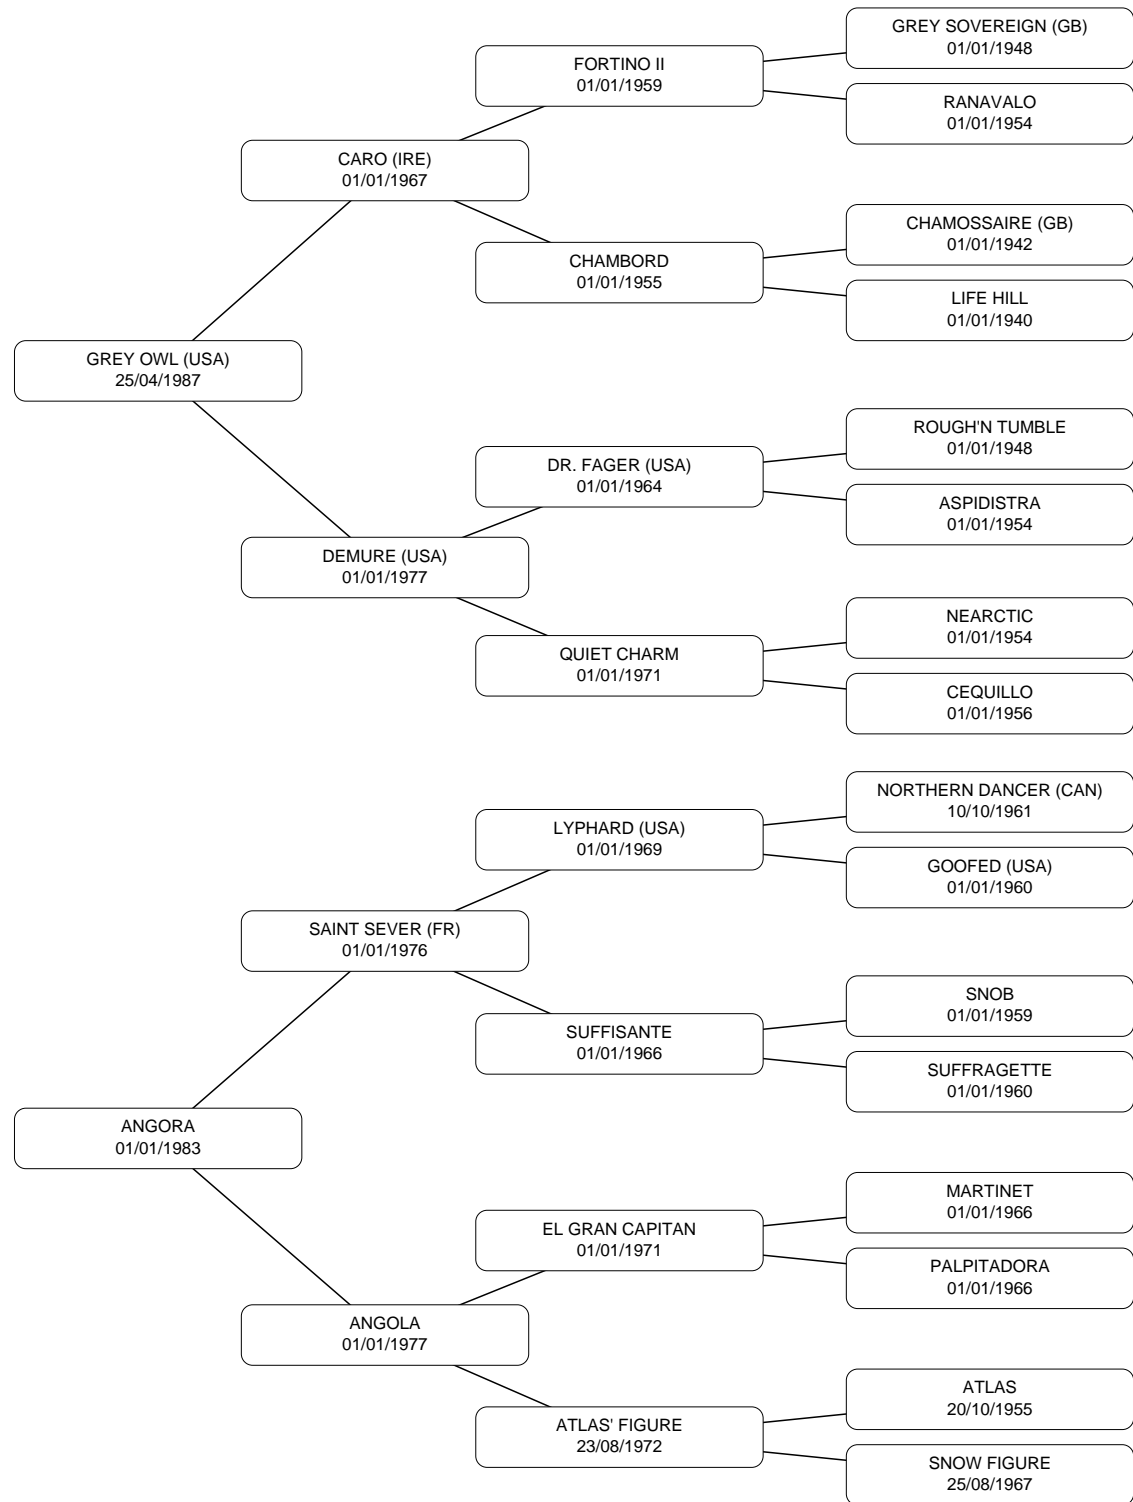 GREY SOVEREIGN (GB)
01/01/1948
FORTINO II
01/01/1959
RANAVALO
01/01/1954
CARO (IRE)
01/01/1967
CHAMOSSAIRE (GB)
01/01/1942
CHAMBORD
01/01/1955
LIFE HILL
01/01/1940
GREY OWL (USA)
25/04/1987
ROUGH'N TUMBLE
01/01/1948
DR. FAGER (USA)
01/01/1964
ASPIDISTRA
01/01/1954
DEMURE (USA)
01/01/1977
NEARCTIC
01/01/1954
QUIET CHARM
01/01/1971
CEQUILLO
01/01/1956
NORTHERN DANCER (CAN)
10/10/1961
LYPHARD (USA)
01/01/1969
GOOFED (USA)
01/01/1960
SAINT SEVER (FR)
01/01/1976
SNOB
01/01/1959
SUFFISANTE
01/01/1966
SUFFRAGETTE
01/01/1960
ANGORA
01/01/1983
MARTINET
01/01/1966
EL GRAN CAPITAN
01/01/1971
PALPITADORA
01/01/1966
ANGOLA
01/01/1977
ATLAS
20/10/1955
ATLAS' FIGURE
23/08/1972
SNOW FIGURE
25/08/1967